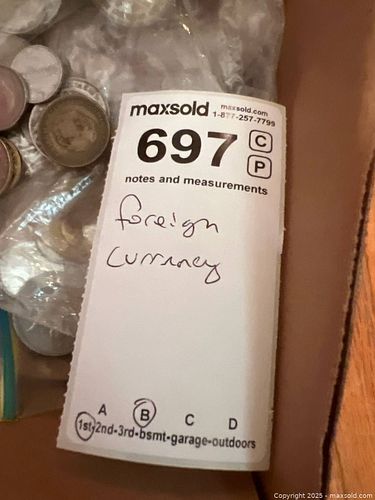 maxsold maxsold.com
1-877-257-7799
697 C
P
notes and measurements
foreign
currency
A B C D
1st-2nd-3rd-bsmt-garage-outdoors
Copyright 2025 - maxsold.com